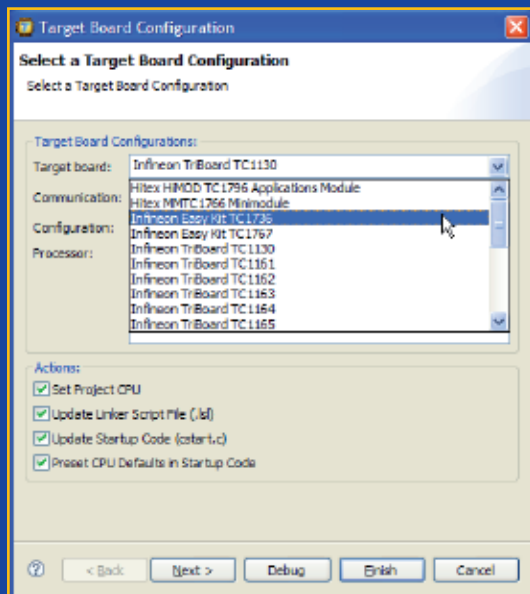 Target Board Configuration
Select a Target Board Configuration
Select a Target Board Configuration
Target Board Configurations:
Target board: Infineon TriBoard TC1130
Communication: Hitex HiMOD TC1796 Applications Module
Hitex MMTC1766 Minimodule
Configuration: Infineon Easy Kit TC1736
Infineon Easy Kit TC1767
Processor: Infineon TriBoard TC1130
Infineon TriBoard TC1161
Infineon TriBoard TC1162
Infineon TriBoard TC1163
Infineon TriBoard TC1164
Infineon TriBoard TC1165
Actions:
Set Project CPU
Update Linker Script File (.lsl)
Update Startup Code (cstart.c)
Preset CPU Defaults in Startup Code
? < Back Next > Debug Finish Cancel